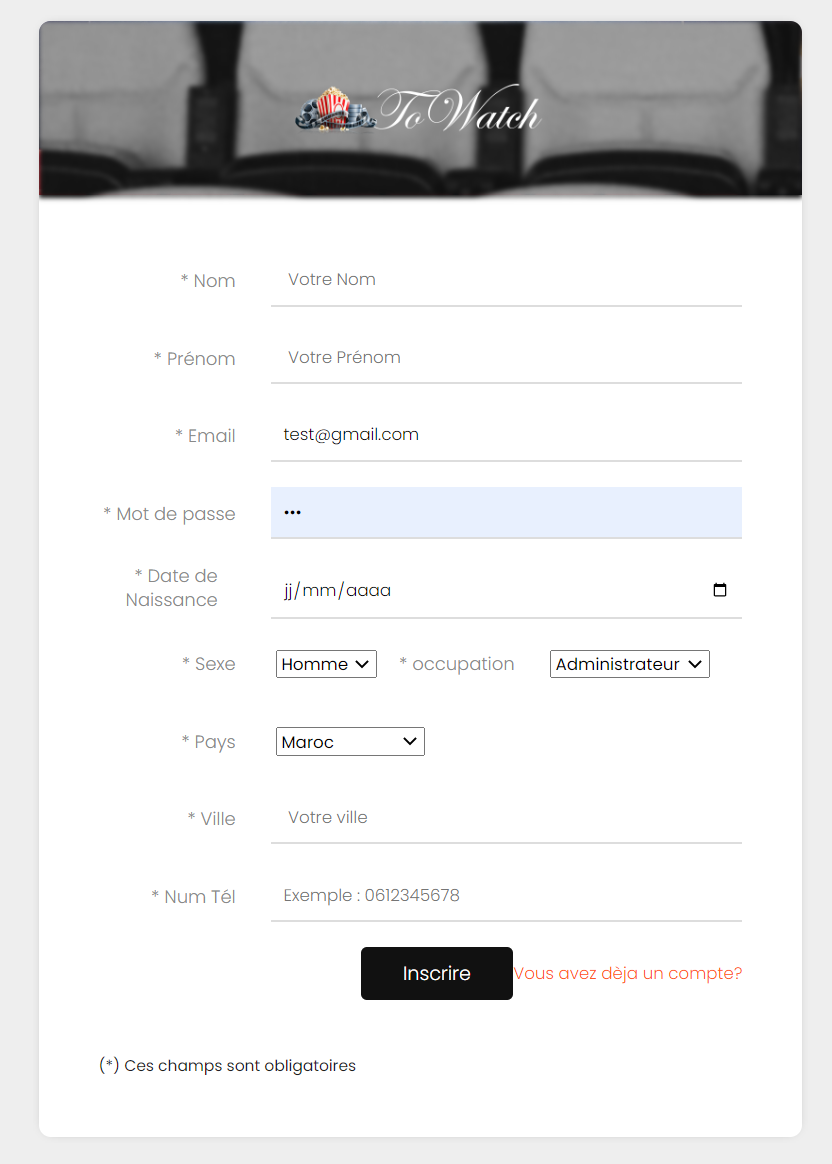 To Watch
* Nom Votre Nom
* Prénom Votre Prénom
* Email test@gmail.com
* Mot de passe •••
* Date de
Naissance jj/mm/aaaa
* Sexe Homme * occupation Administrateur
* Pays Maroc
* Ville Votre ville
* Num Tél Exemple : 0612345678
Inscrire Vous avez dèja un compte?
(*) Ces champs sont obligatoires